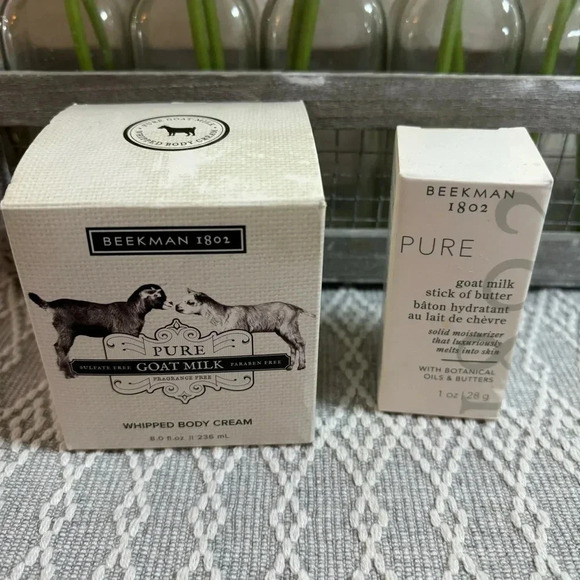 PURE GOAT MILK
WHIPPED BODY CREAM
BEEKMAN 1802
PURE
SULFATE FREE GOAT MILK PARABEN FREE
FRAGRANCE FREE
WHIPPED BODY CREAM
8.0 fl.oz || 236 mL
BEEKMAN
1802
PURE
goat milk
stick of butter
bâton hydratant
au lait de chèvre
solid moisturizer
that luxuriously
melts into skin
WITH BOTANICAL
OILS & BUTTERS
1 oz | 28 g